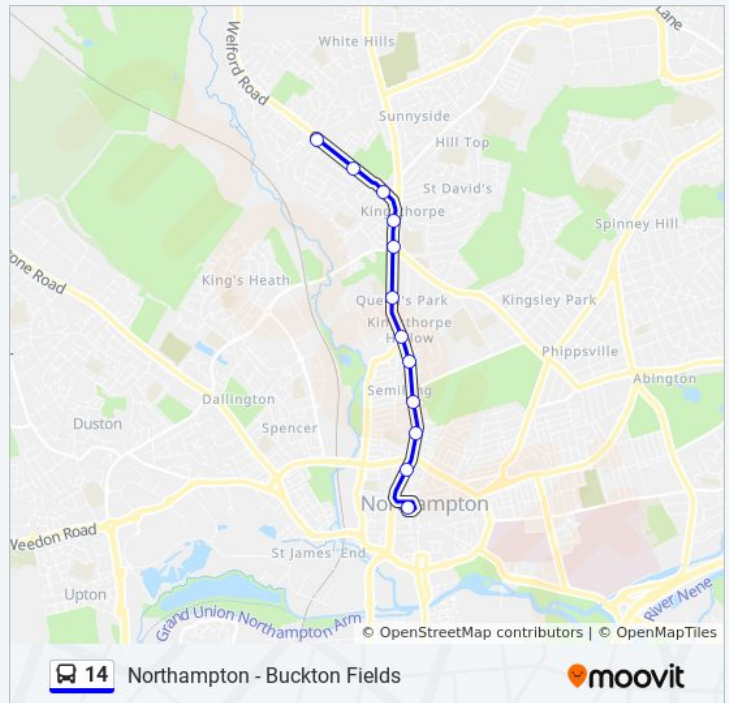 Lane
White Hills
Welford Road
Sunnyside
Hill Top
St David's
Kingsthorpe
Spinney Hill
one Road
King's Heath
Queen's Park
Kingsley Park
Kingsthorpe
Hollow
Phippsville
Semilong
Abington
Dallington
Duston
Spencer
Northampton
Weedon Road
St James' End
Upton
Grand Union Northampton Arm
River Nene
© OpenStreetMap contributors | © OpenMapTiles
14 Northampton - Buckton Fields
moovit